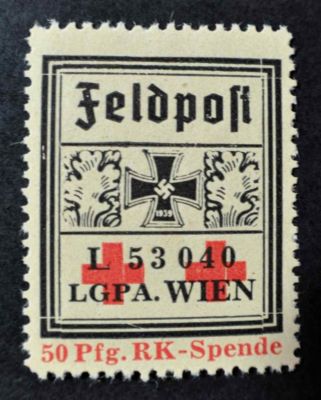 Feldpost
1939
L 53 040
LGPA. WIEN
50 Pfg. RK-Spende